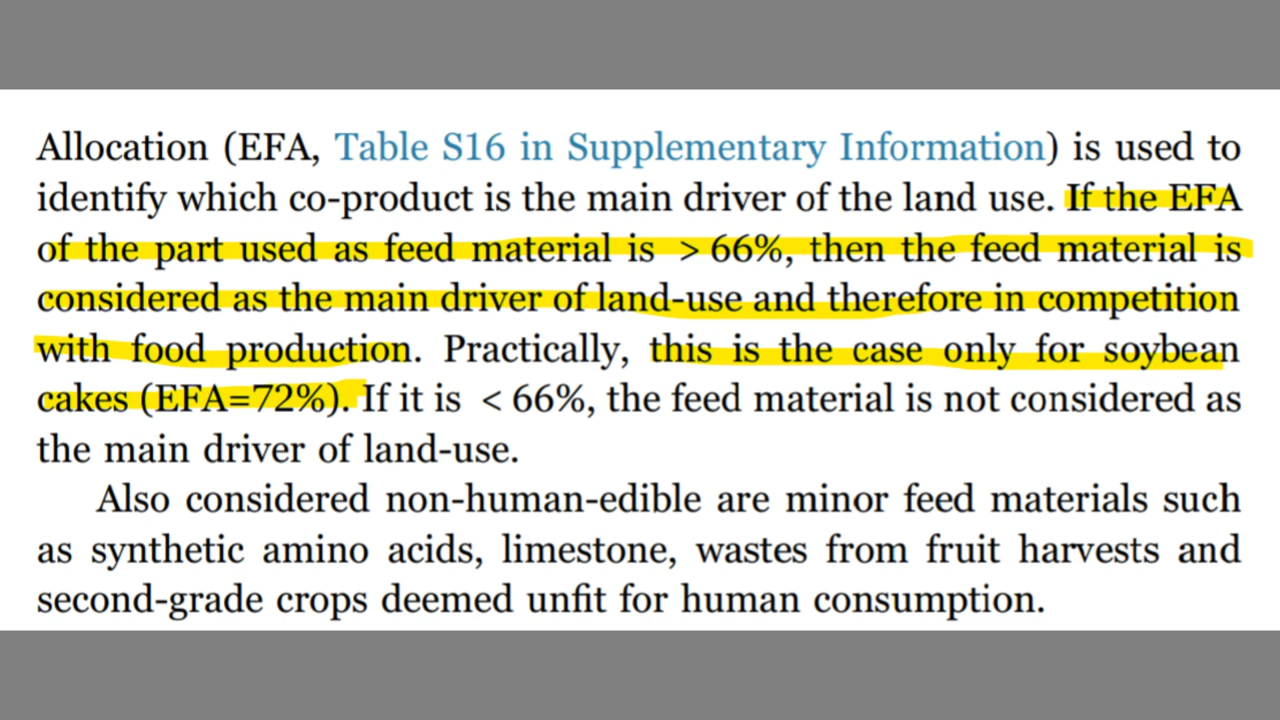 Allocation (EFA, Table S16 in Supplementary Information) is used to
identify which co-product is the main driver of the land use. If the EFA
of the part used as feed material is > 66%, then the feed material is
considered as the main driver of land-use and therefore in competition
with food production. Practically, this is the case only for soybean
cakes (EFA=72%). If it is < 66%, the feed material is not considered as
the main driver of land-use.
Also considered non-human-edible are minor feed materials such
as synthetic amino acids, limestone, wastes from fruit harvests and
second-grade crops deemed unfit for human consumption.